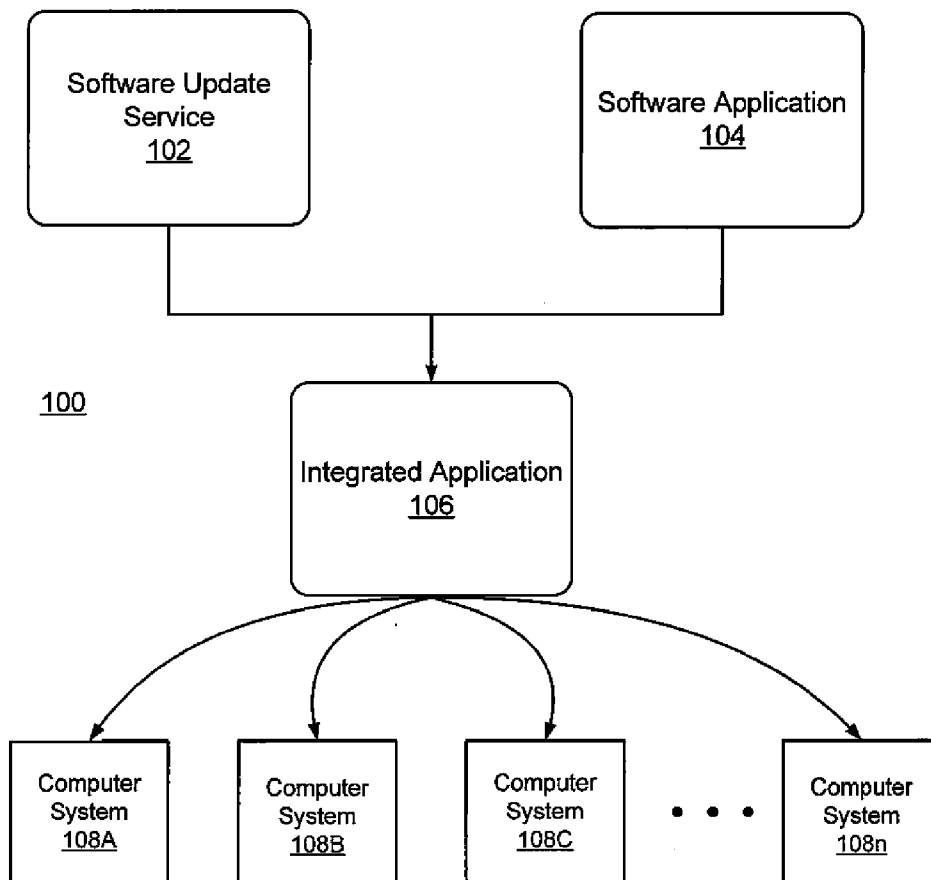 Software Update
Service
102
Software Application
104
100
Integrated Application
106
Computer
System
108A
Computer
System
108B
Computer
System
108C
Computer
System
108n